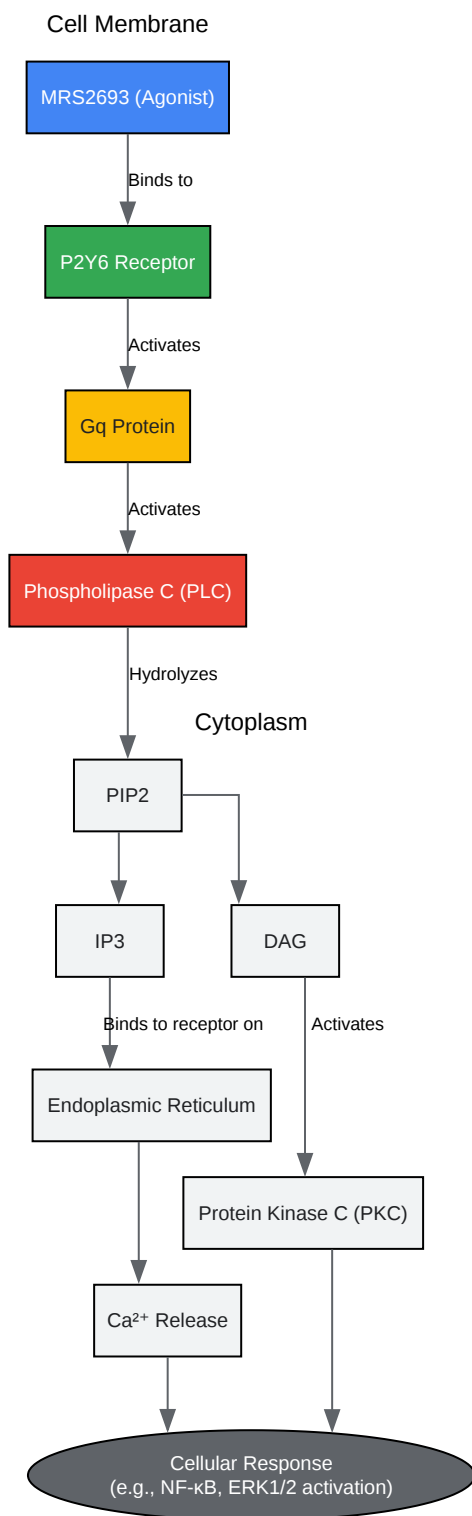 Cell Membrane
MRS2693 (Agonist)
Binds to
P2Y6 Receptor
Activates
Gq Protein
Activates
Phospholipase C (PLC)
Hydrolyzes
Cytoplasm
PIP2
IP3
DAG
Binds to receptor on
Activates
Endoplasmic Reticulum
Protein Kinase C (PKC)
Ca²⁺ Release
Cellular Response
(e.g., NF-κB, ERK1/2 activation)